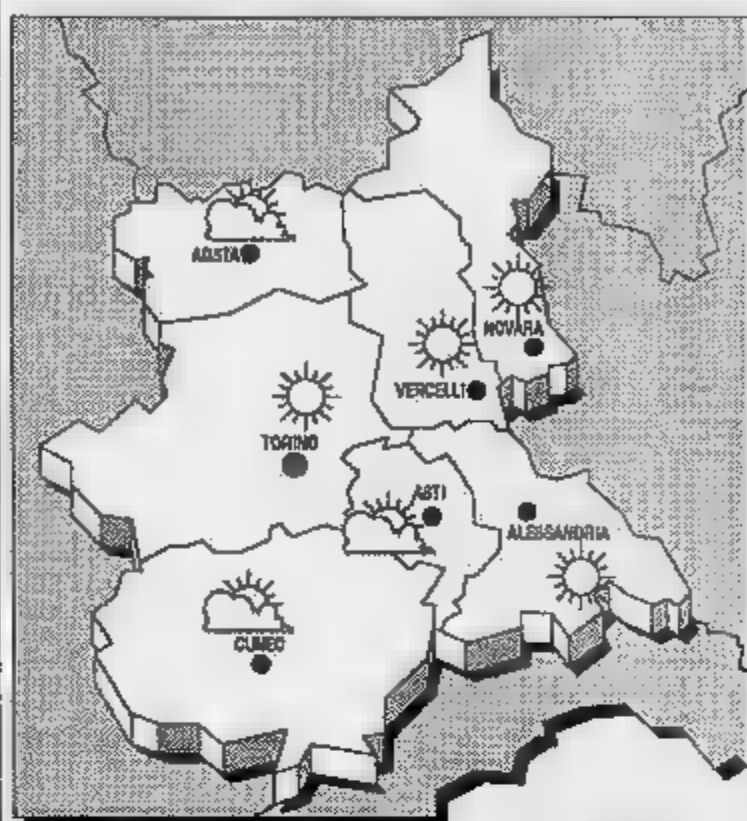 AOSTA
NOVARA
VERCELLI
TORINO
ASTI
ALESSANDRIA
CUNEO